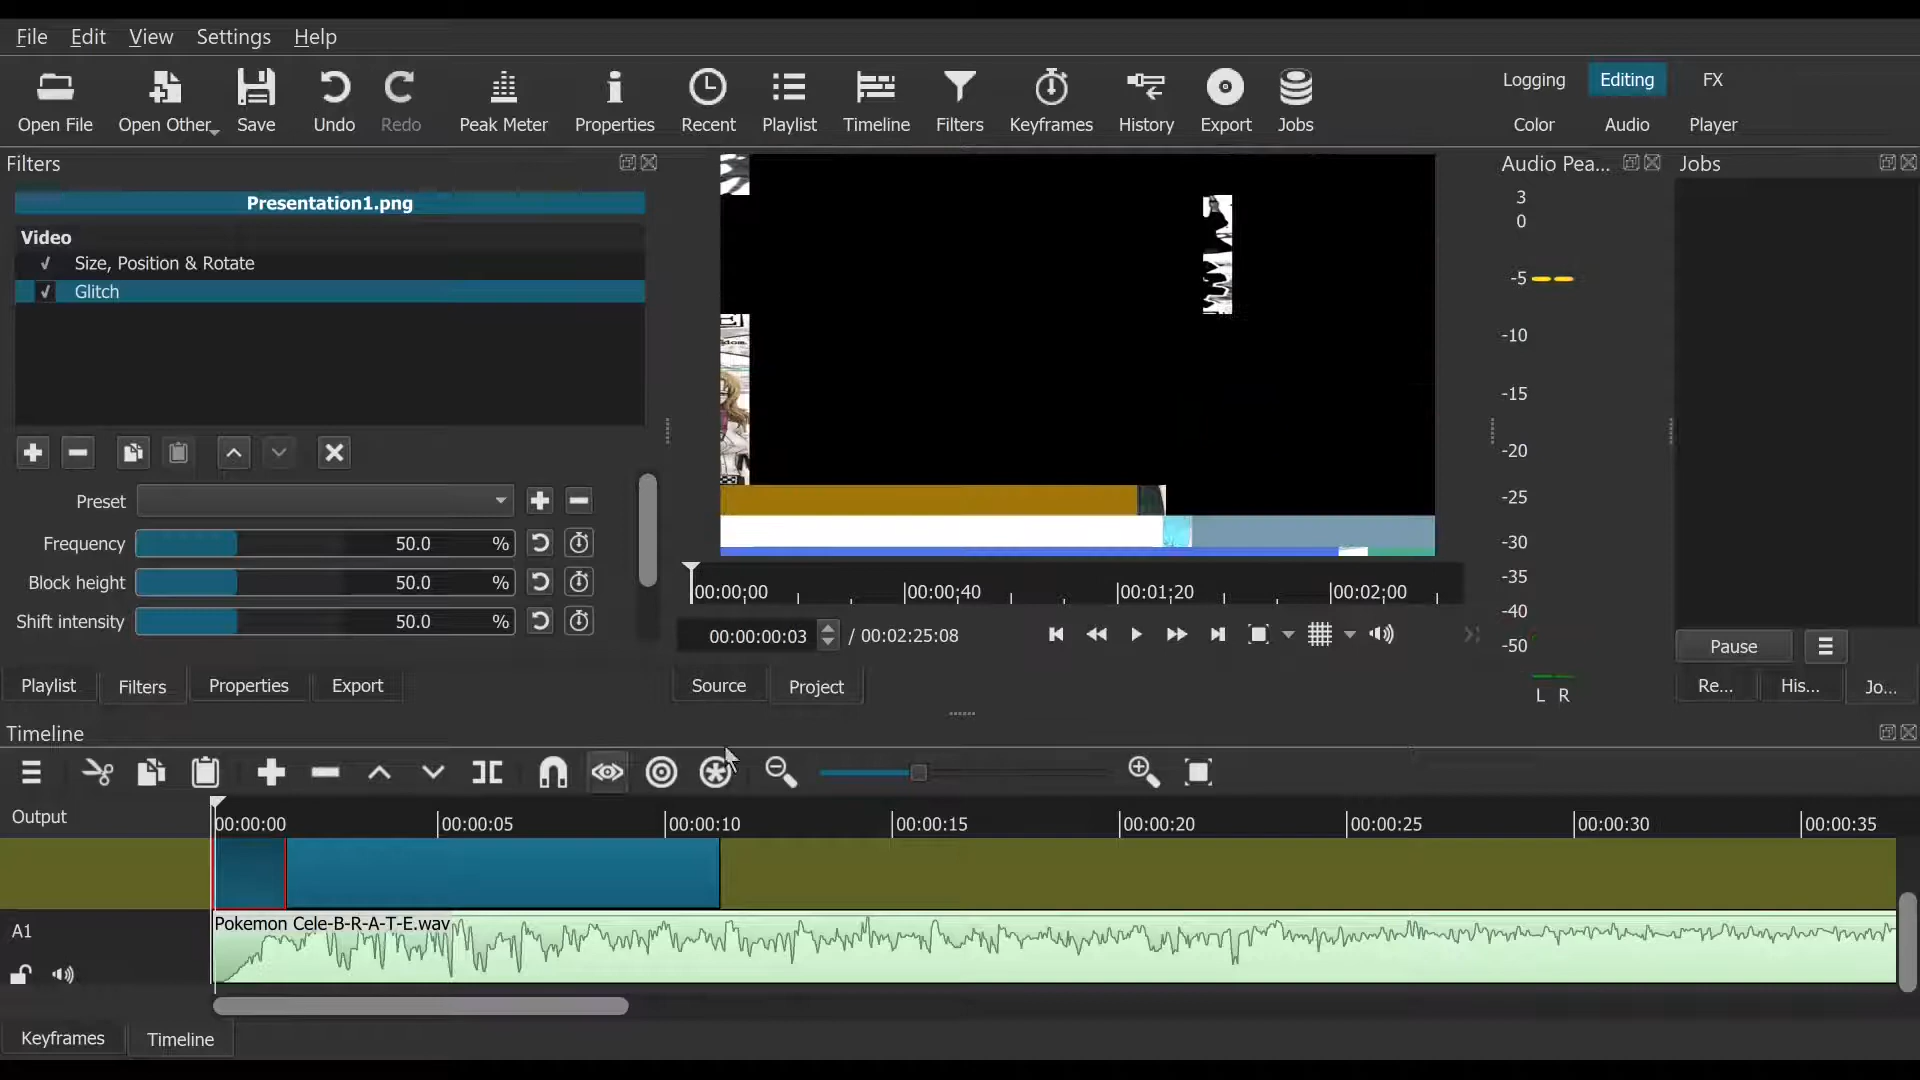 File Edit View Settings Help
Open File Open Other... Save Undo Redo Peak Meter Properties Recent Playlist Timeline Filters Keyframes History Export Jobs
Logging Editing FX
Color Audio Player
Filters
Presentation1.png
Video
Size, Position & Rotate
Glitch
Preset
Frequency 50.0 %
Block height 50.0 %
Shift intensity 50.0 %
Playlist Filters Properties Export
00:00:00 00:00:40 00:01:20 00:02:00
00:00:00:03 / 00:02:25:08
Source Project
Audio Pea...
3
0
-5
-10
-15
-20
-25
-30
-35
-40
-50
L R
Jobs
Pause
Re... His... Jo...
Timeline
Output
00:00:00 00:00:05 00:00:10 00:00:15 00:00:20 00:00:25 00:00:30 00:00:35
A1
Pokemon Cele-B-R-A-T-E.wav
Keyframes Timeline